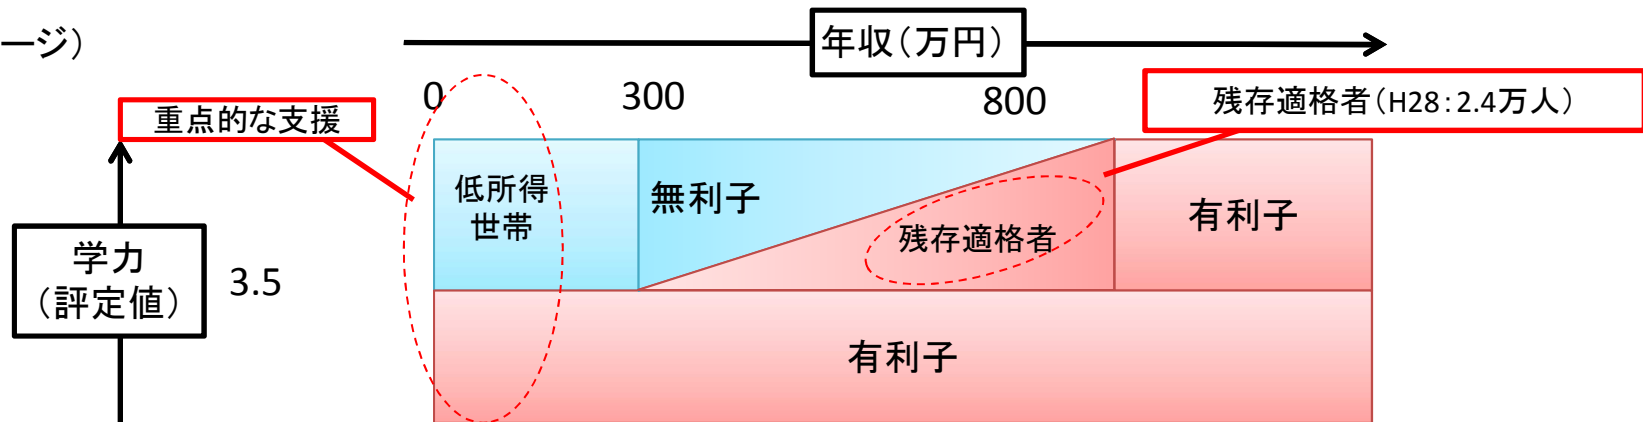 ージ）
年収（万円）
0
300
800
残存適格者（H28：2.4万人）
重点的な支援
低所得
世帯
無利子
残存適格者
有利子
学力
（評定値）
3.5
有利子